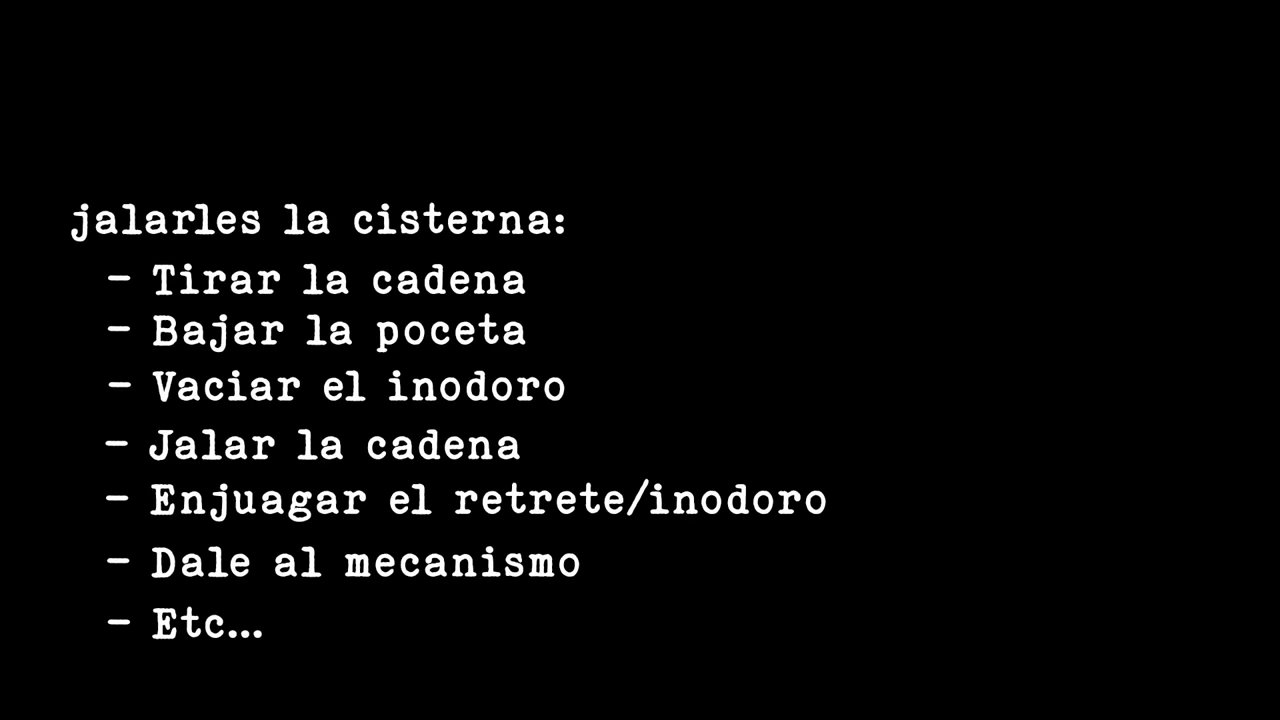 jalarles la cisterna:
- Tirar la cadena
- Bajar la poceta
- Vaciar el inodoro
- Jalar la cadena
- Enjuagar el retrete/inodoro
- Dale al mecanismo
- Etc...